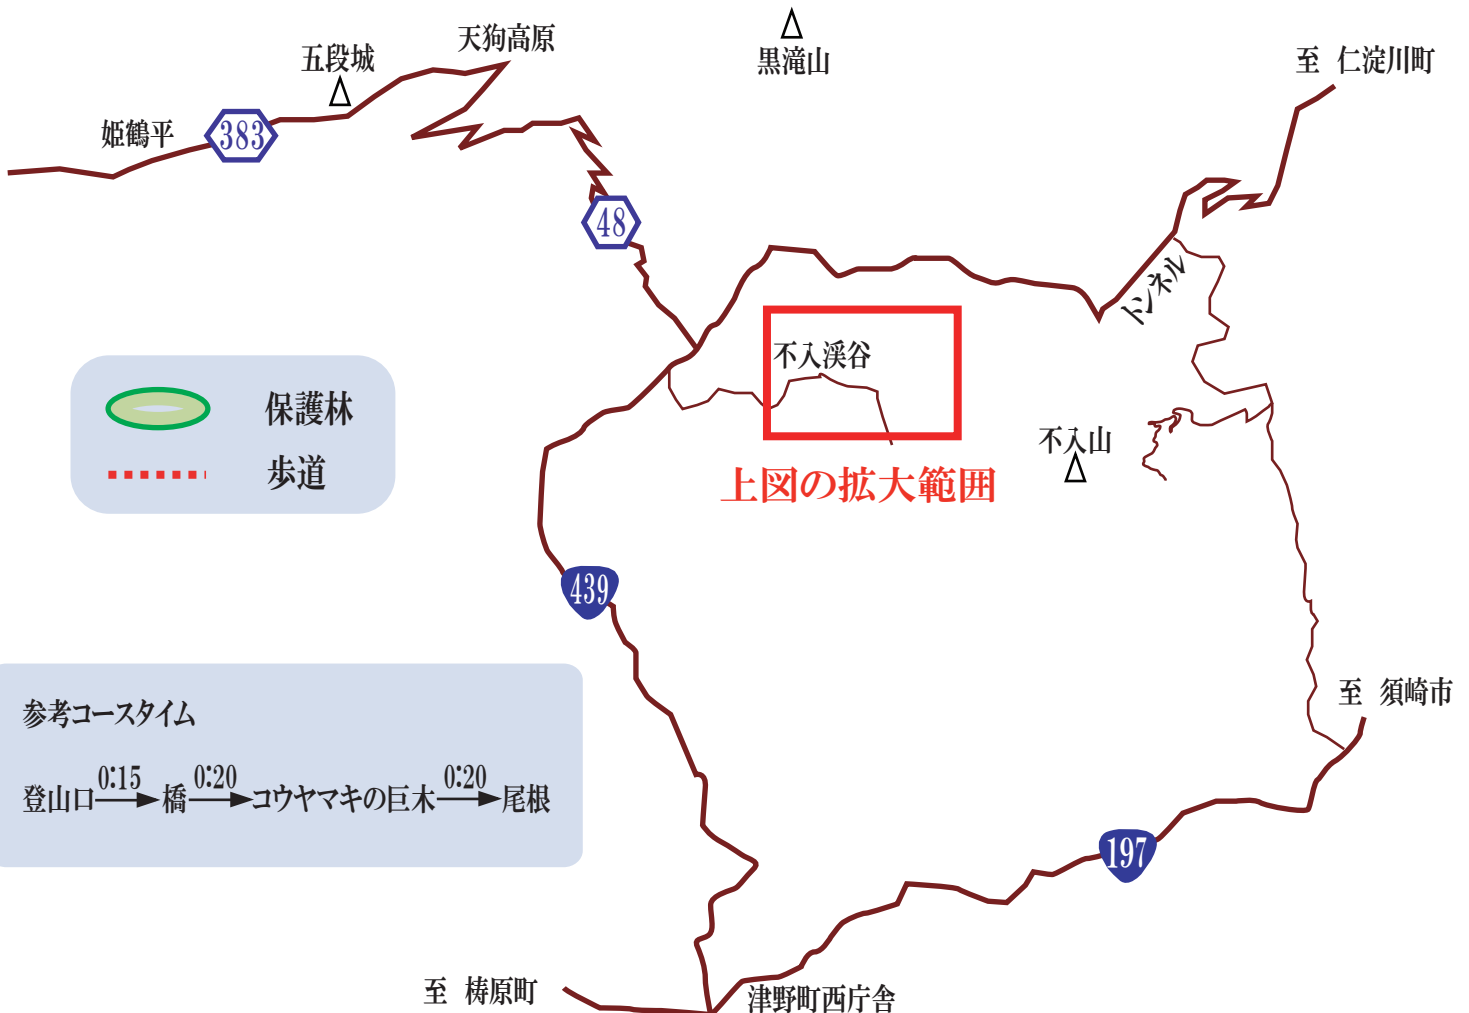 天狗高原
五段城
黒滝山
至 仁淀川町
姫鶴平
383
48
トンネル
不入渓谷
保護林
歩道
不入山
上図の拡大範囲
439
至 須崎市
参考コースタイム
登山口 0:15 橋 0:20 コウヤマキの巨木 0:20 尾根
197
至 梼原町
津野町西庁舎